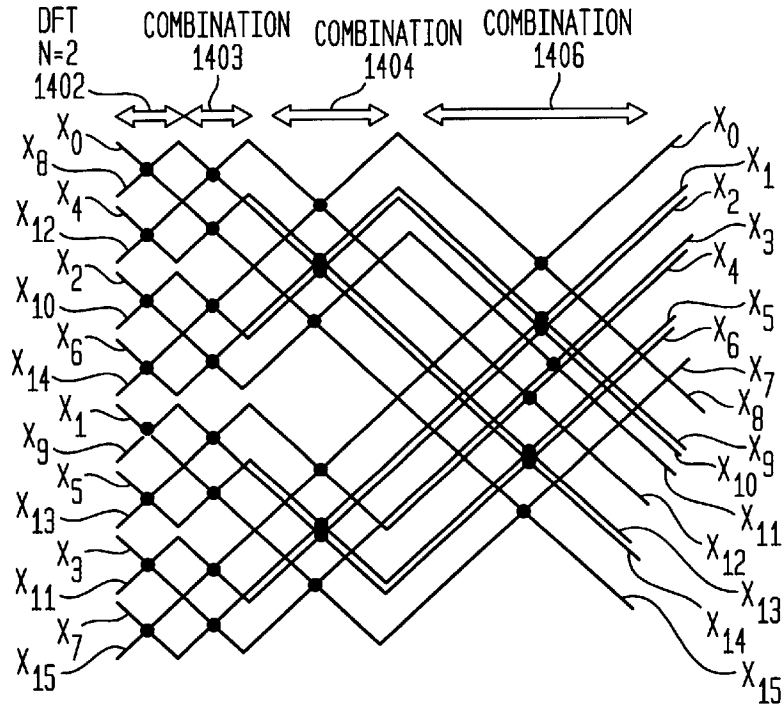 DFT
N=2
1402
COMBINATION
1403
COMBINATION
1404
COMBINATION
1406
X0
X8
X4
X12
X2
X10
X6
X14
X1
X9
X5
X13
X3
X11
X7
X15
X0
X1
X2
X3
X4
X5
X6
X7
X8
X9
X10
X11
X12
X13
X14
X15